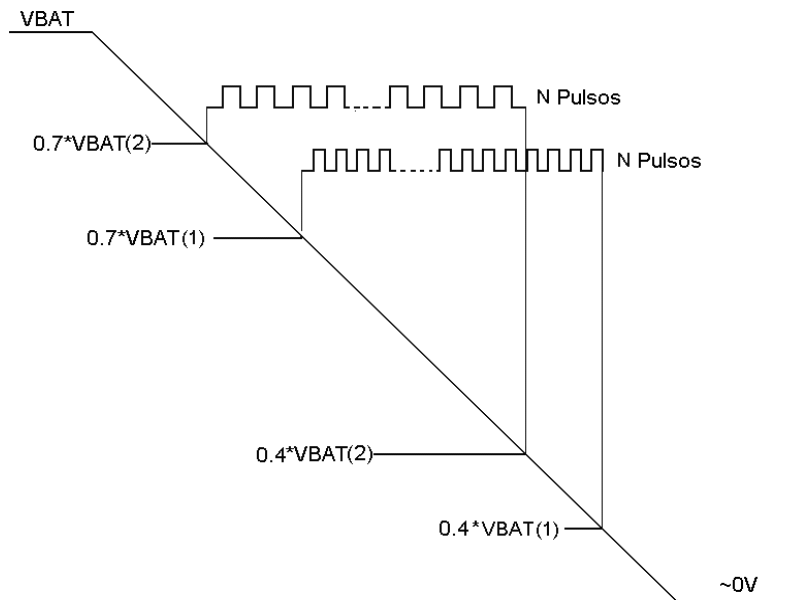 VBAT
N Pulsos
0.7*VBAT(2)
N Pulsos
0.7*VBAT(1)
0.4*VBAT(2)
0.4*VBAT(1)
~0V